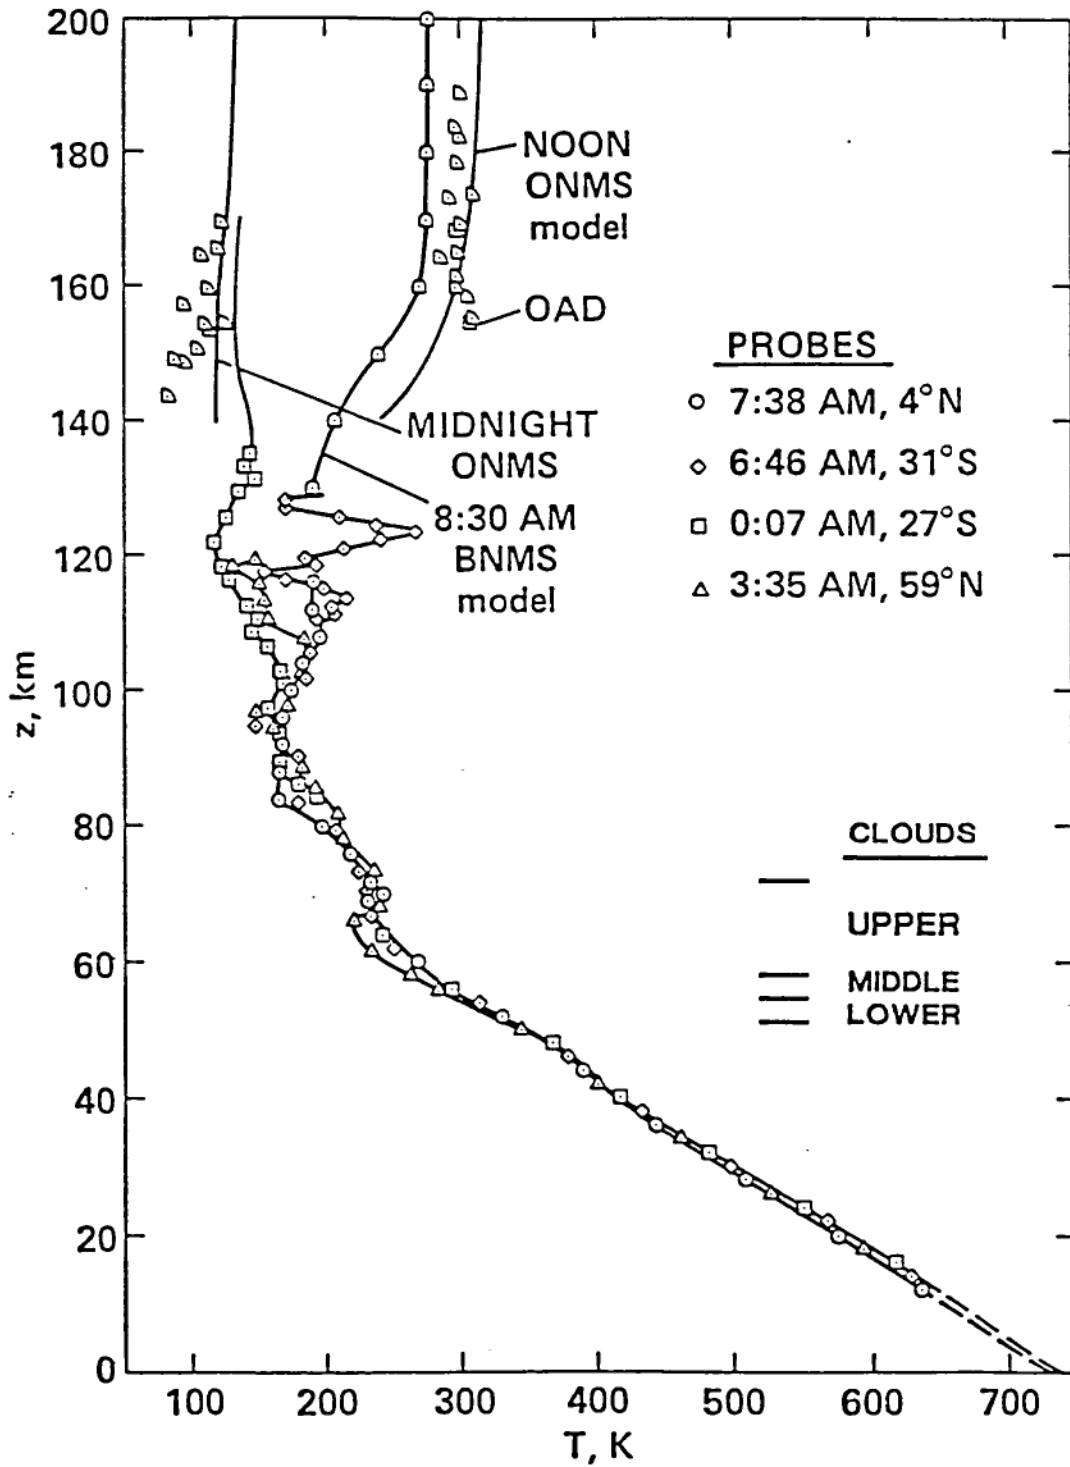 200
180
160
140
120
100
80
60
40
20
0
z, km
100
200
300
400
500
600
700
T, K
NOON
ONMS
model
OAD
MIDNIGHT
ONMS
8:30 AM
BNMS
model
PROBES
7:38 AM, 4°N
6:46 AM, 31°S
0:07 AM, 27°S
3:35 AM, 59°N
CLOUDS
UPPER
MIDDLE
LOWER